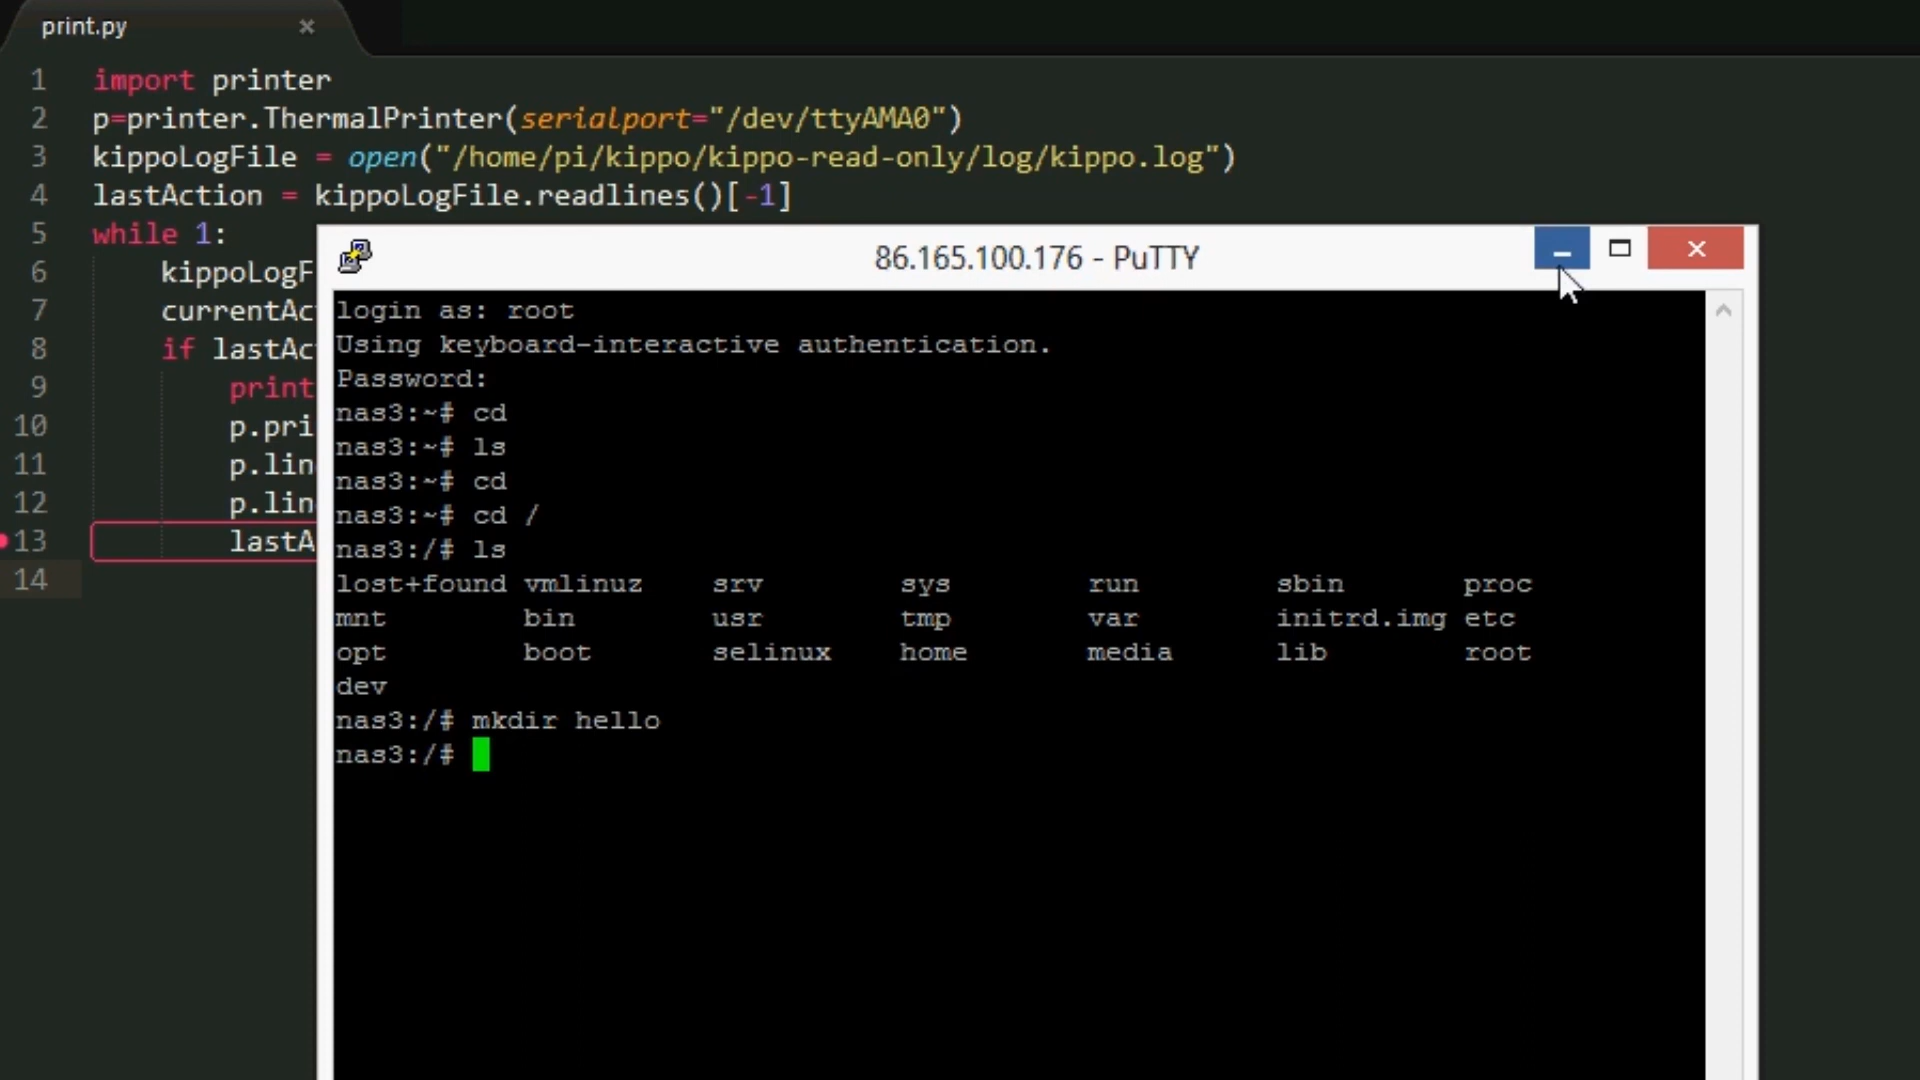 print.py
1 import printer
2 p=printer.ThermalPrinter(serialport="/dev/ttyAMA0")
3 kippoLogFile = open("/home/pi/kippo/kippo-read-only/log/kippo.log")
4 lastAction = kippoLogFile.readlines()[-1]
5 while 1:
6 kippoLogF
7 currentAc
8 if lastAc
9 print
10 p.pri
11 p.lin
12 p.lin
13 lastA
14
86.165.100.176 - PuTTY
login as: root
Using keyboard-interactive authentication.
Password:
nas3:~# cd
nas3:~# ls
nas3:~# cd
nas3:~# cd /
nas3:/# ls
lost+found vmlinuz srv sys run sbin proc
mnt bin usr tmp var initrd.img etc
opt boot selinux home media lib root
dev
nas3:/# mkdir hello
nas3:/#